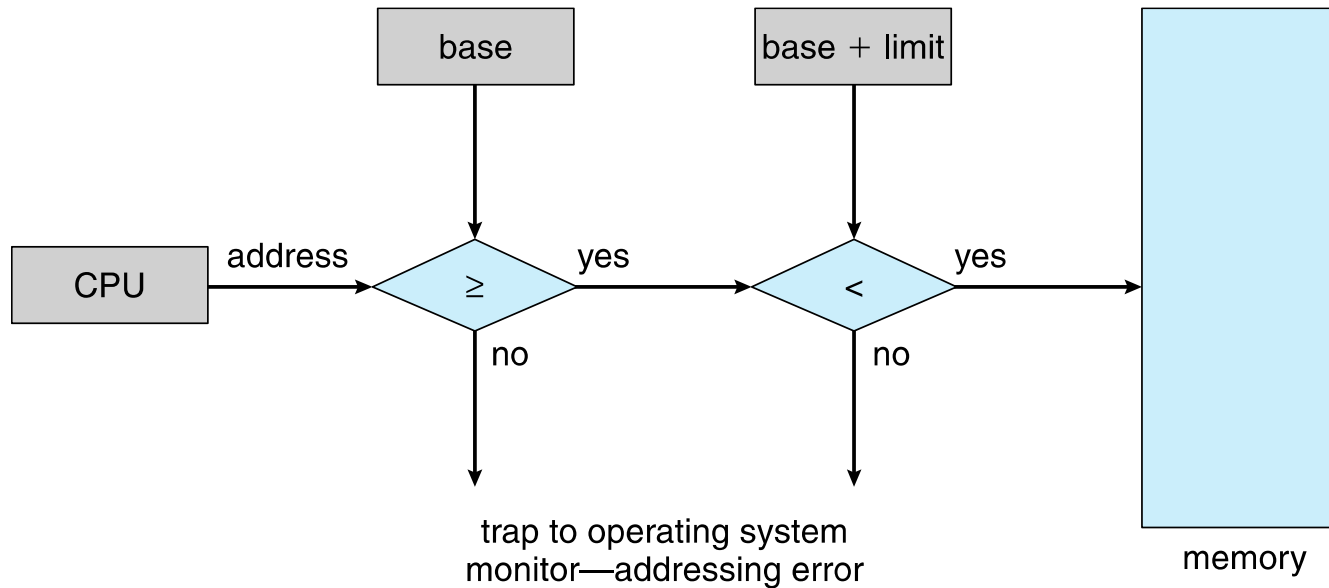 base
base + limit
CPU
address
≥
yes
<
yes
no
no
trap to operating system
monitor—addressing error
memory